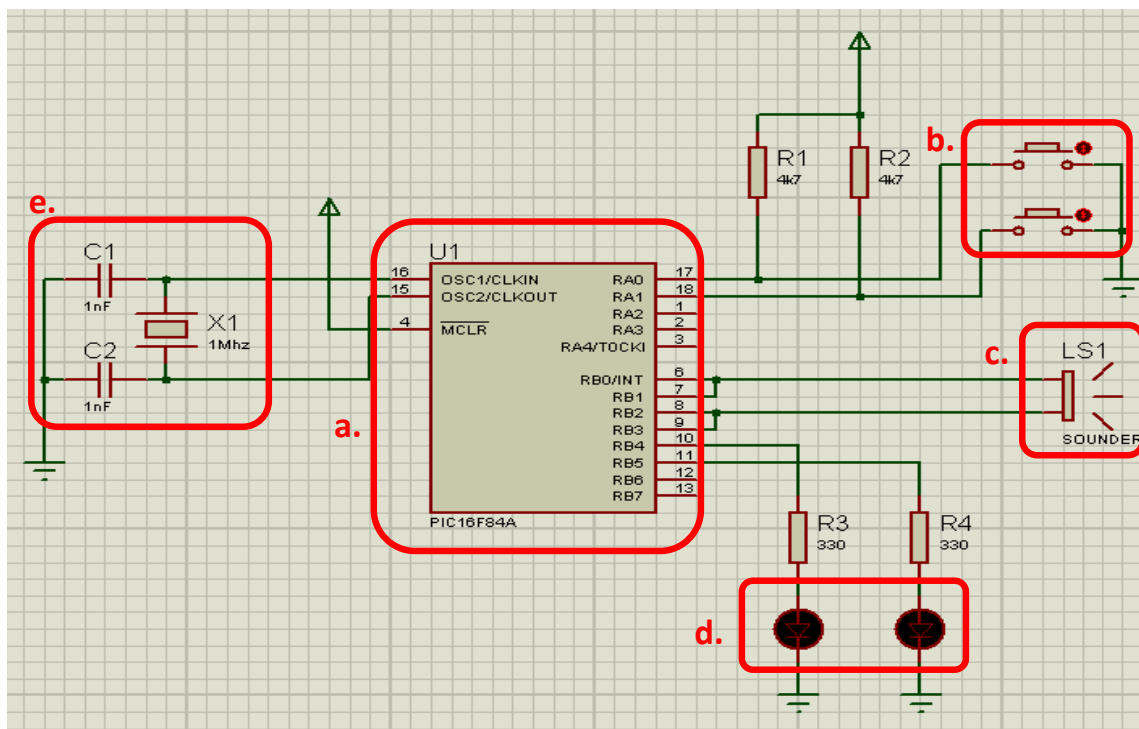 b.
R1
4k7
R2
4k7
e.
C1
1nF
X1
1Mhz
C2
1nF
a.
U1
16
OSC1/CLKIN
15
OSC2/CLKOUT
4
MCLR
RA0
17
RA1
18
RA2
1
RA3
2
RA4/TOCKI
3
RB0/INT
6
RB1
7
RB2
8
RB3
9
RB4
10
RB5
11
RB6
12
RB7
13
PIC16F84A
c.
LS1
SOUNDER
R3
330
R4
330
d.